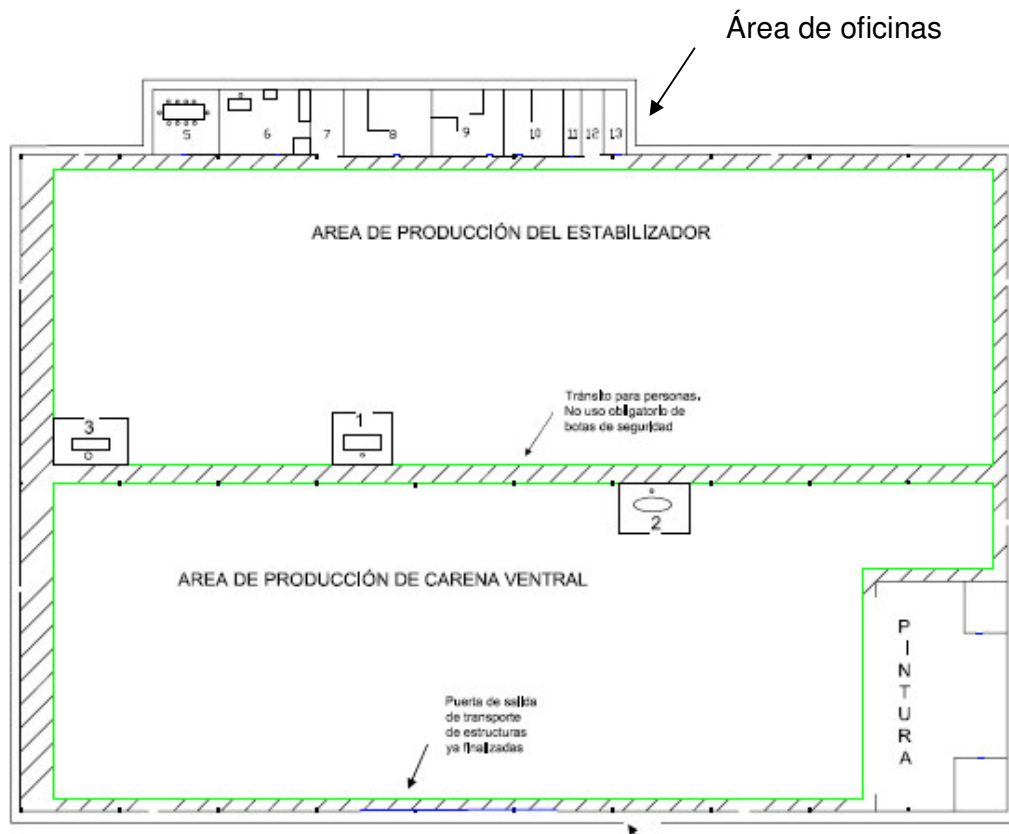 Área de oficinas
5 6 7 8 9 10 11 12 13
AREA DE PRODUCCIÓN DEL ESTABILIZADOR
Tránsito para personas.
No uso obligatorio de
botas de seguridad
3
1
2
AREA DE PRODUCCIÓN DE CARENA VENTRAL
PINTURA
Puerta de salida
de transporte
de estructuras
ya finalizadas